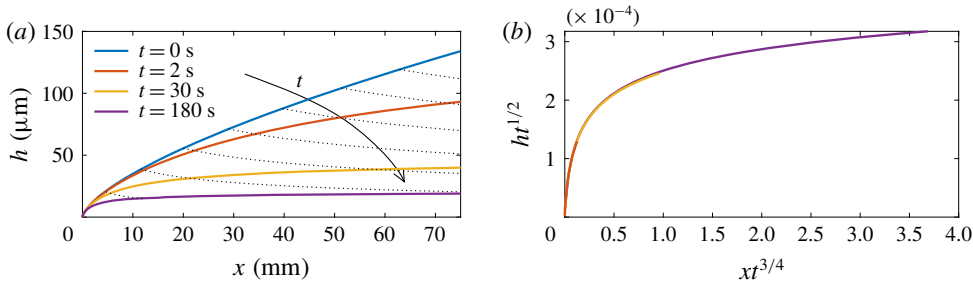 (a)
150
100
50
0
10
20
30
40
50
60
70
h (μm)
x (mm)
t = 0 s
t = 2 s
t = 30 s
t = 180 s
t
(b)
(× 10⁻⁴)
3
2
1
0
0.5
1.0
1.5
2.0
2.5
3.0
3.5
4.0
ht^{1/2}
xt^{3/4}